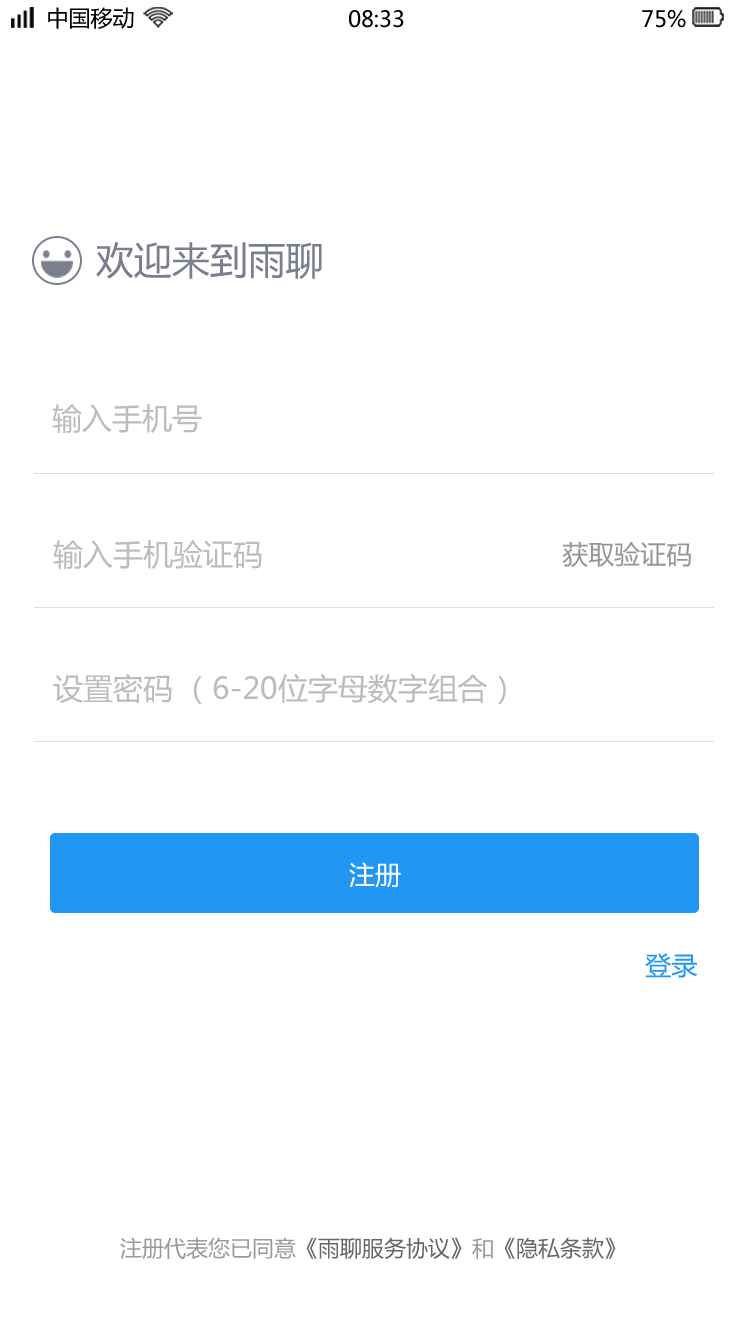 中国移动 08:33 75%
欢迎来到雨聊
输入手机号
输入手机验证码 获取验证码
设置密码（6-20位字母数字组合）
注册
登录
注册代表您已同意《雨聊服务协议》和《隐私条款》